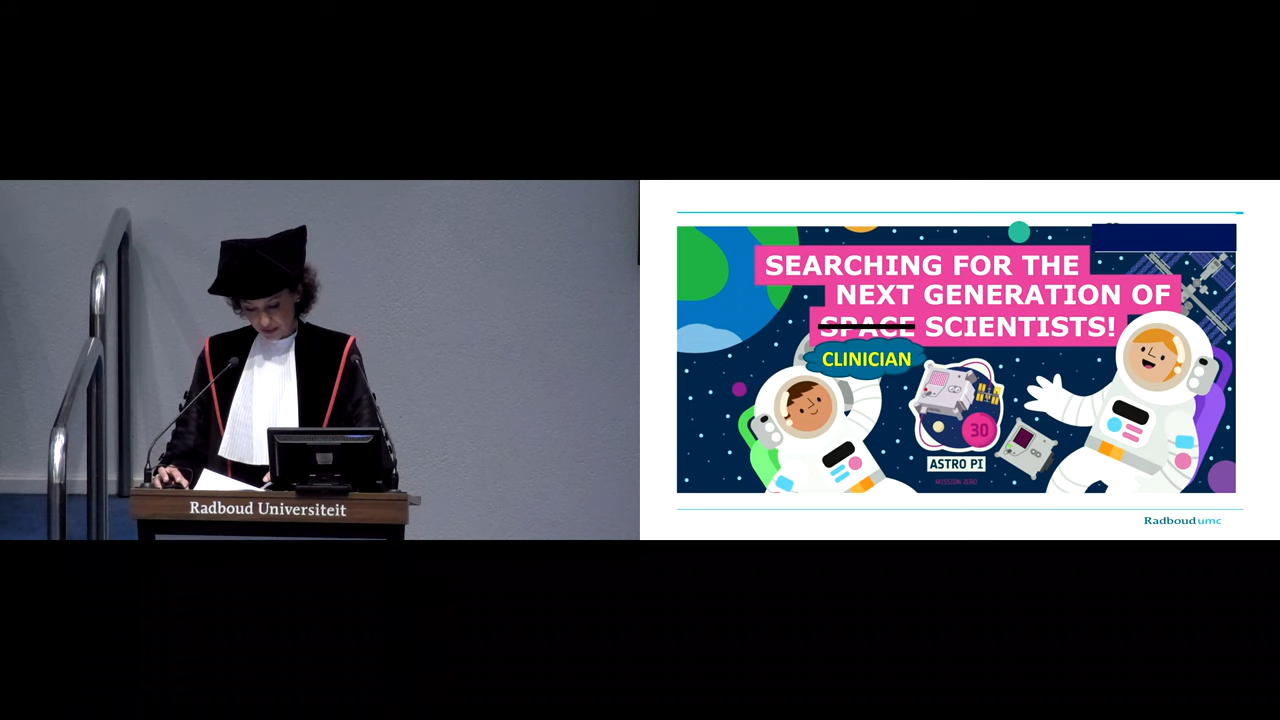 Radboud Universiteit
SEARCHING FOR THE
NEXT GENERATION OF
SPACE SCIENTISTS!
CLINICIAN
30
ASTRO PI
MISSION ZERO
Radboudumc